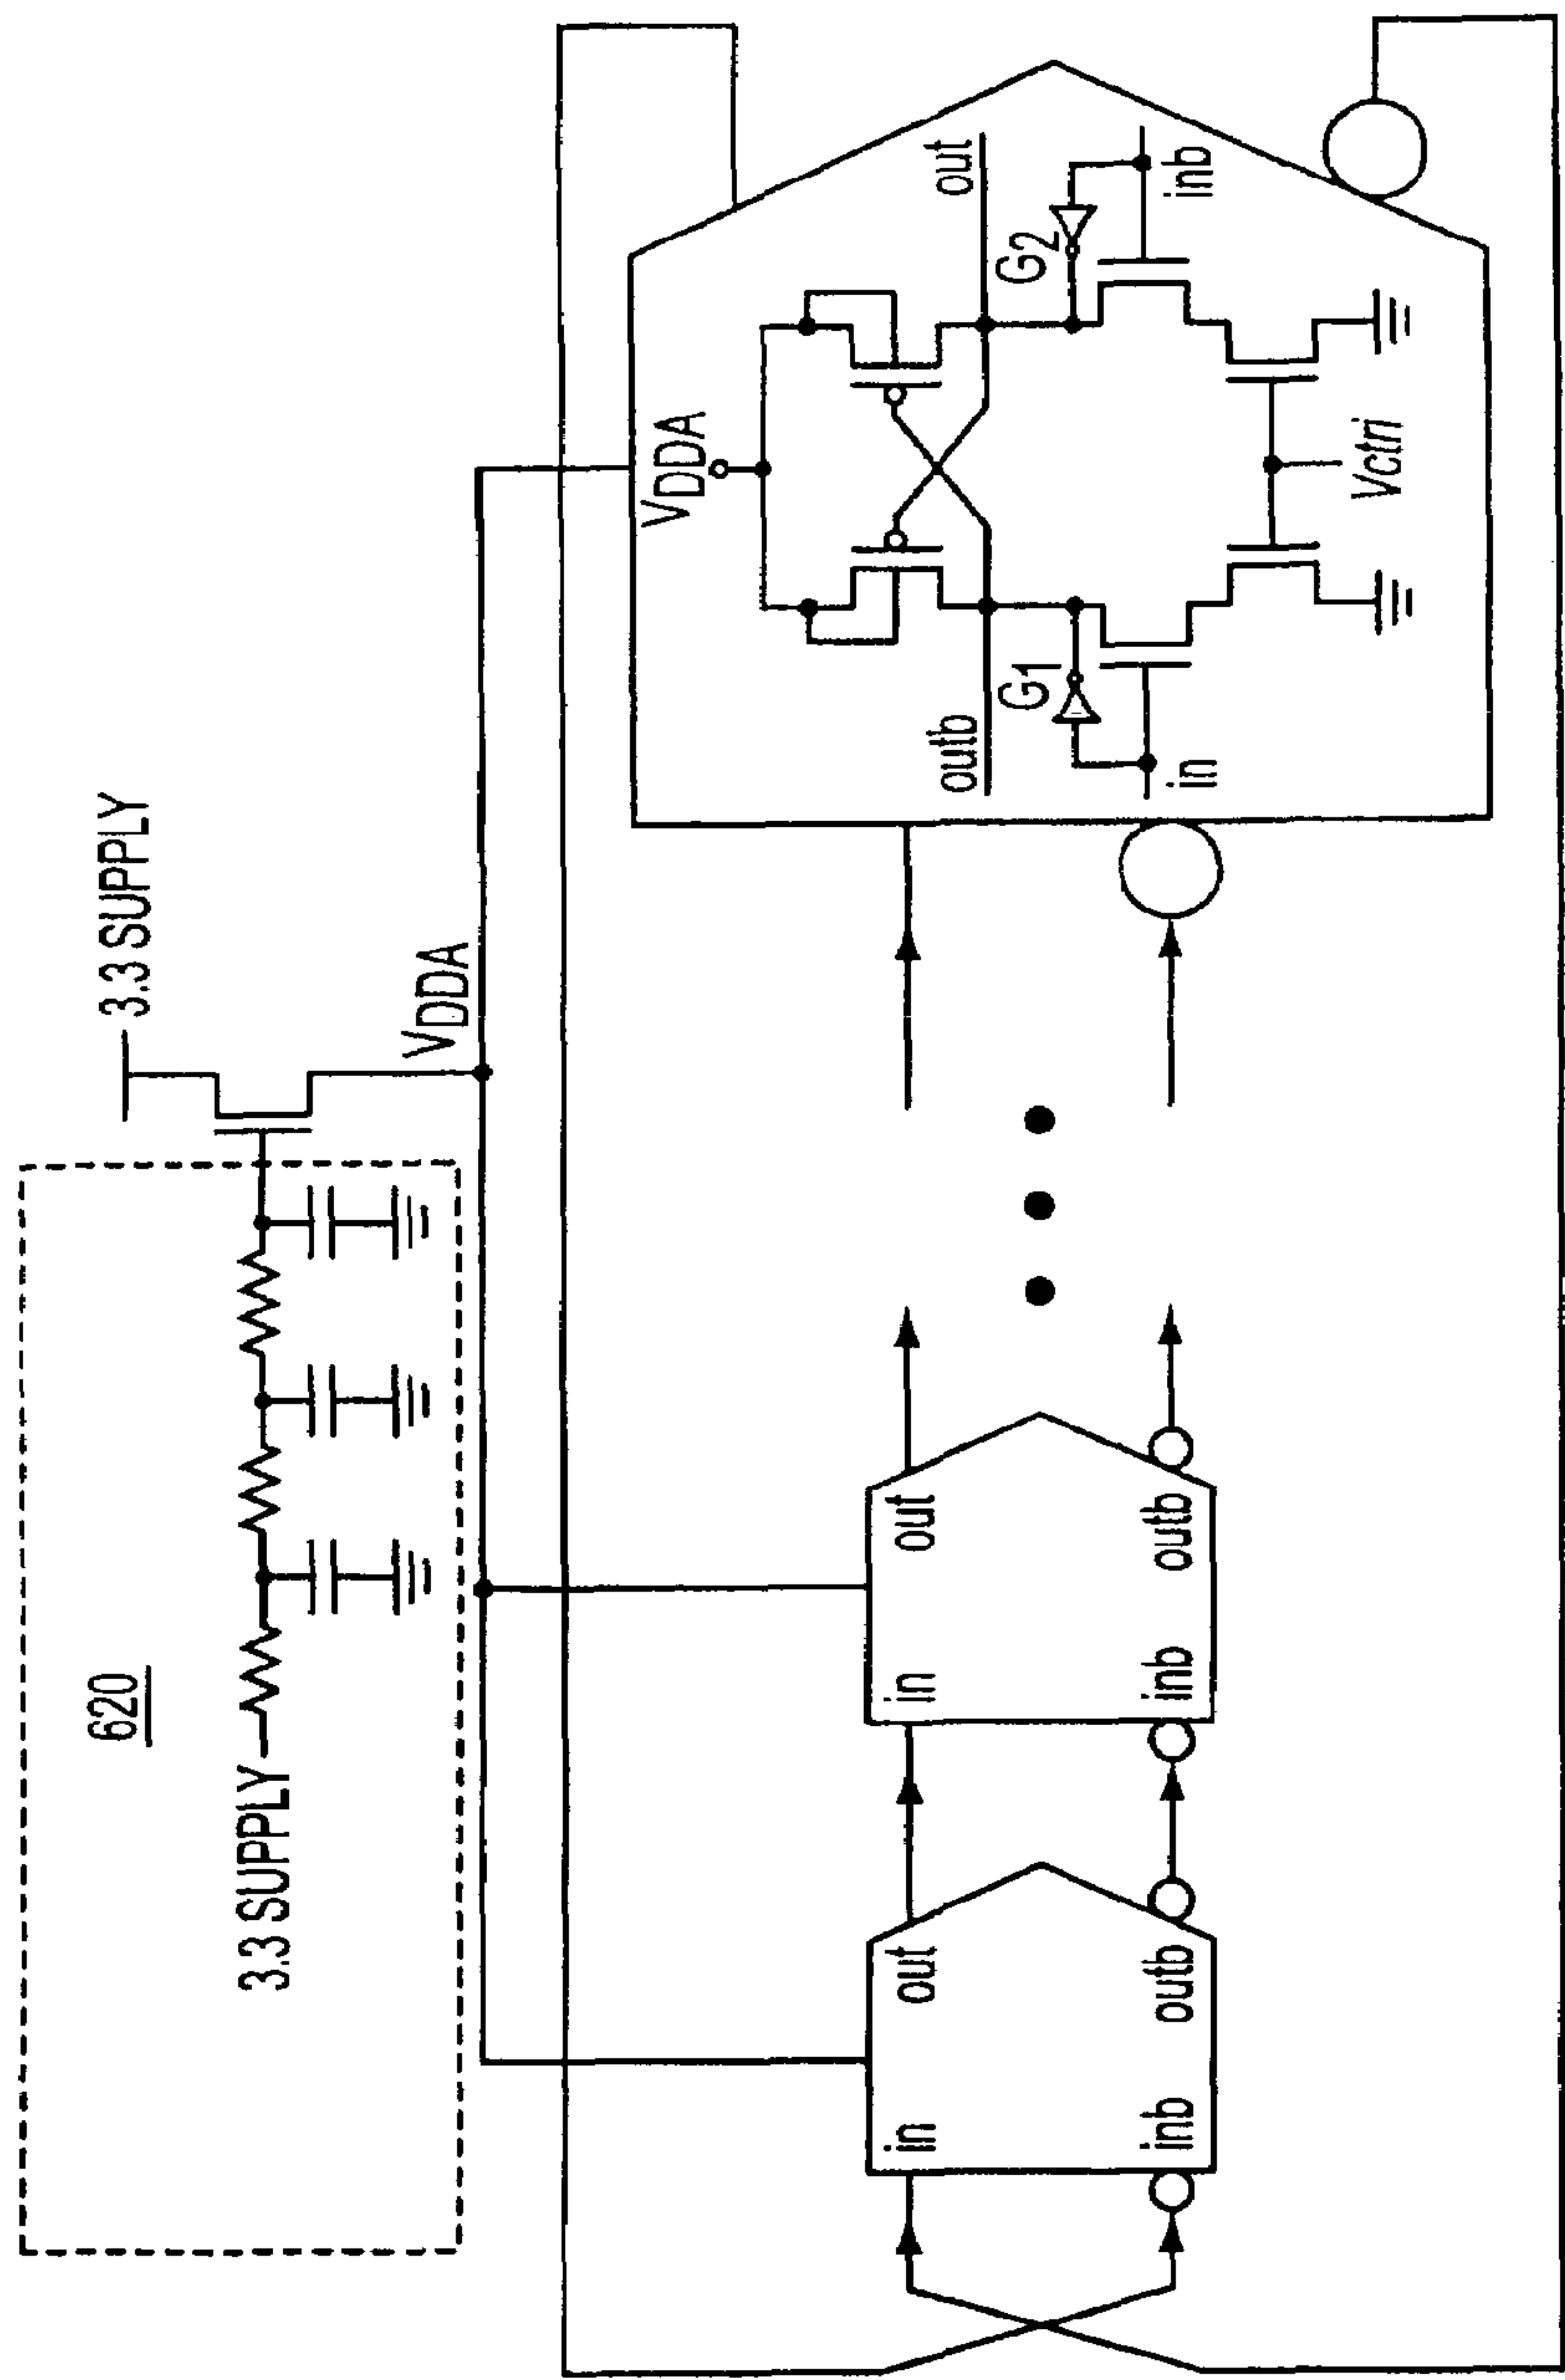 620
3.3 SUPPLY
3.3 SUPPLY
VDDA
in
inb
out
outb
in
inb
out
outb
VDDA
outb
out
G1
G2
in
inb
Vctrl